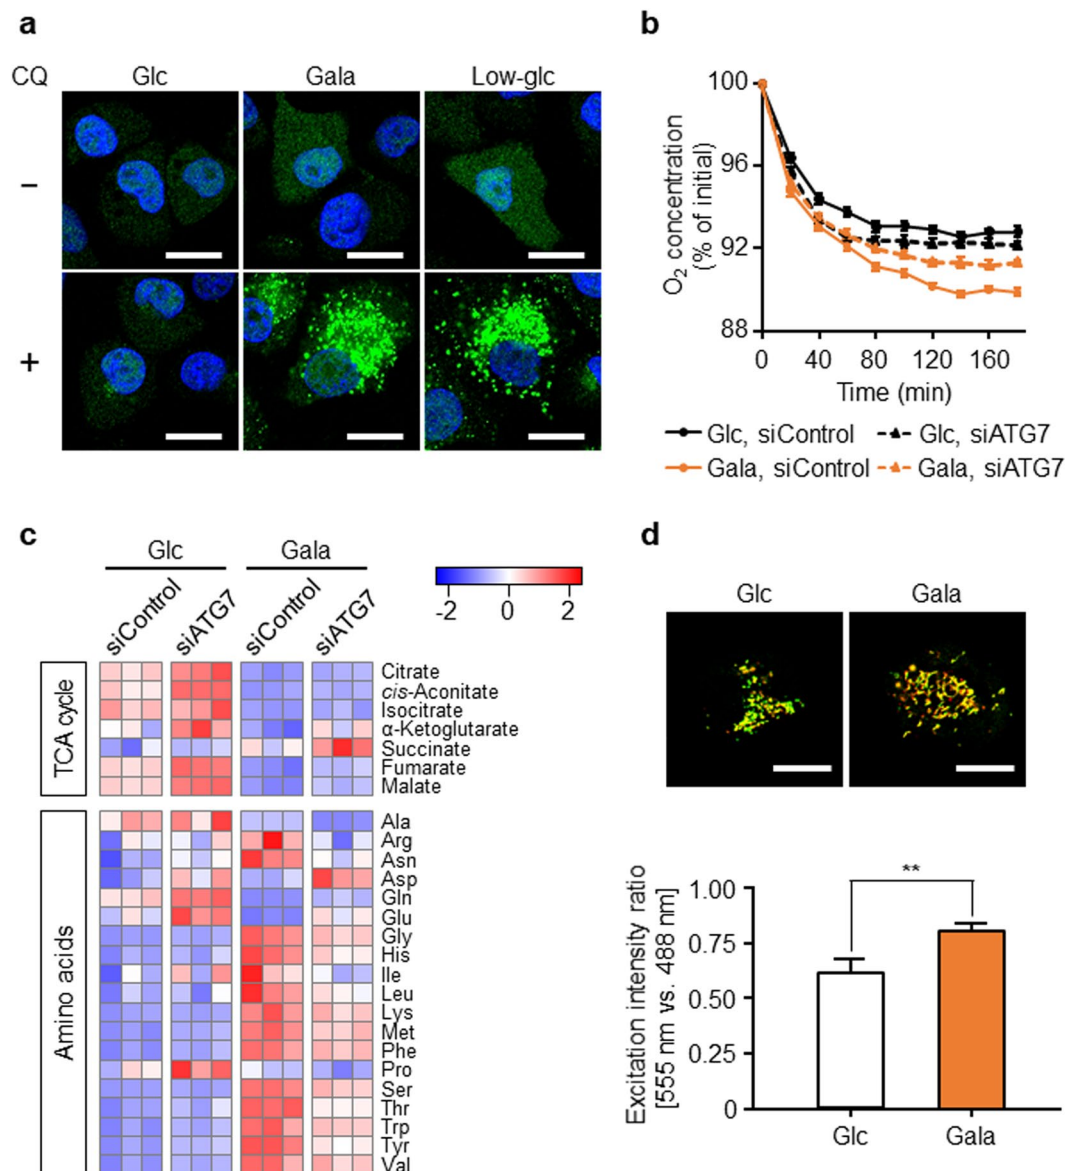 a
CQ
Glc
Gala
Low-glc
−
+
b
100
96
92
88
O2 concentration
(% of initial)
0
40
80
120
160
Time (min)
Glc, siControl
Glc, siATG7
Gala, siControl
Gala, siATG7
c
Glc
Gala
siControl
siATG7
siControl
siATG7
-2
0
2
TCA cycle
Citrate
cis-Aconitate
Isocitrate
α-Ketoglutarate
Succinate
Fumarate
Malate
Amino acids
Ala
Arg
Asn
Asp
Gln
Glu
Gly
His
Ile
Leu
Lys
Met
Phe
Pro
Ser
Thr
Trp
Tyr
Val
d
Glc
Gala
Excitation intensity ratio
[555 nm vs. 488 nm]
1.00
0.75
0.50
0.25
0
**
Glc
Gala